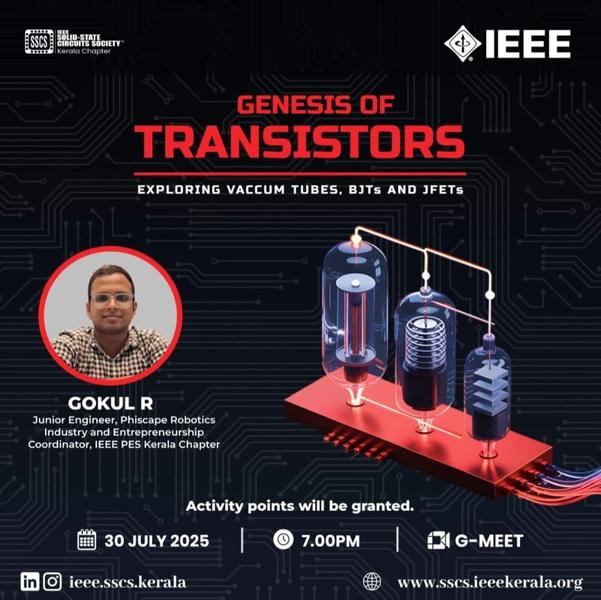 SSCS
IEEE
SOLID-STATE
CIRCUITS SOCIETY™
Kerala Chapter
IEEE
GENESIS OF
TRANSISTORS
EXPLORING VACCUM TUBES, BJTs AND JFETs
GOKUL R
Junior Engineer, Phiscape Robotics
Industry and Entrepreneurship
Coordinator, IEEE PES Kerala Chapter
Activity points will be granted.
30 JULY 2025
7.00PM
G-MEET
ieee.sscs.kerala
www.sscs.ieeekerala.org